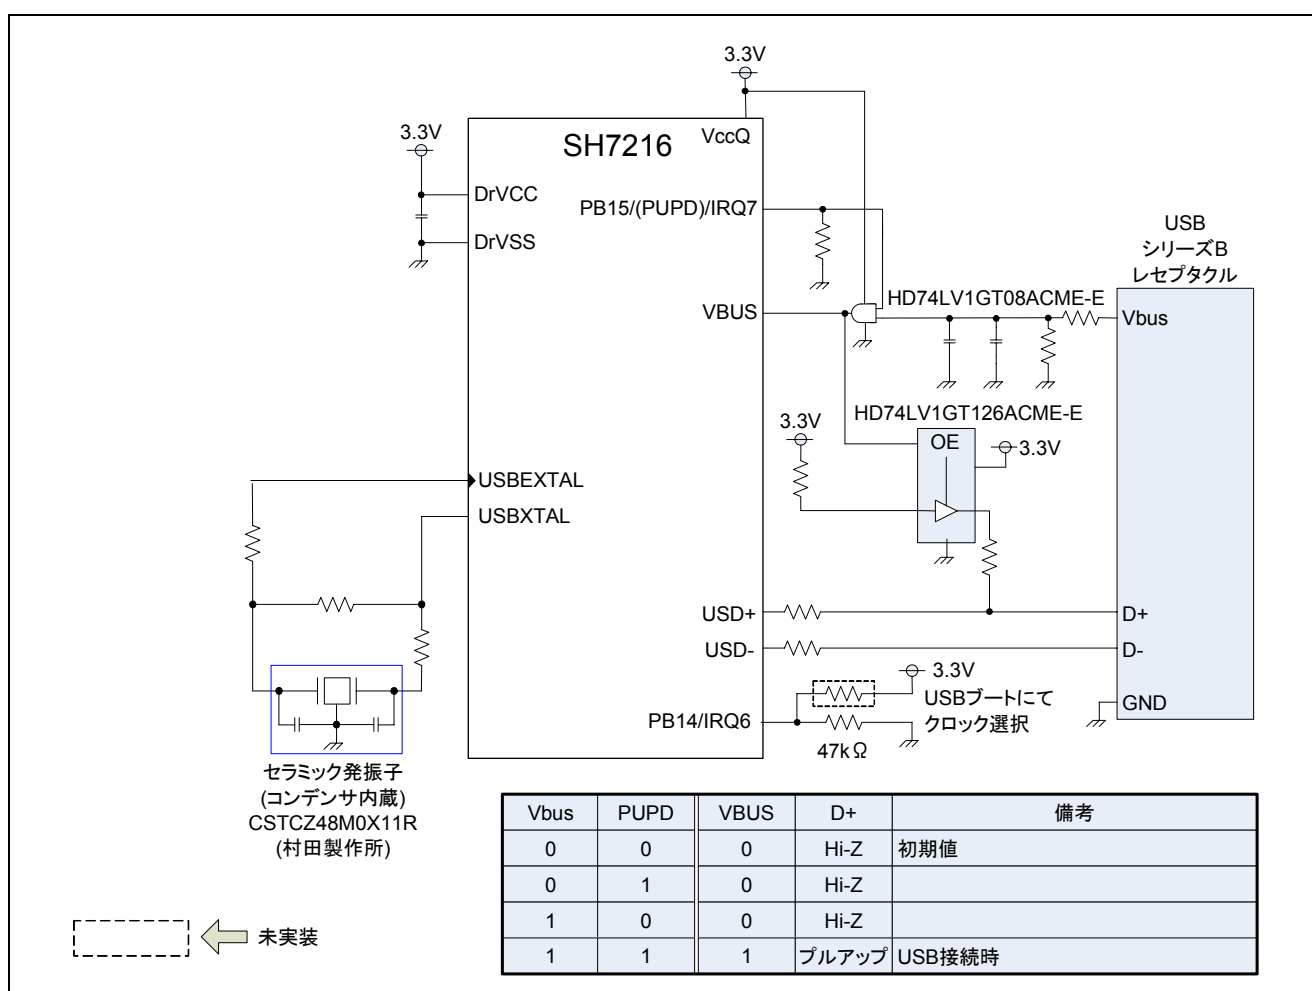 3.3V
3.3V
SH7216
VccQ
DrVCC
PB15/(PUPD)/IRQ7
DrVSS
USB
シリーズB
レセプタクル
VBUS
HD74LV1GT08ACME-E
Vbus
3.3V
HD74LV1GT126ACME-E
OE
3.3V
USBEXTAL
USBXTAL
USD+
D+
USD-
D-
3.3V
PB14/IRQ6
USBブートにて
クロック選択
GND
47kΩ
セラミック発振子
(コンデンサ内蔵)
CSTCZ48M0X11R
(村田製作所)
Vbus PUPD VBUS D+ 備考
0 0 0 Hi-Z 初期値
0 1 0 Hi-Z
1 0 0 Hi-Z
1 1 1 プルアップ USB接続時
未実装